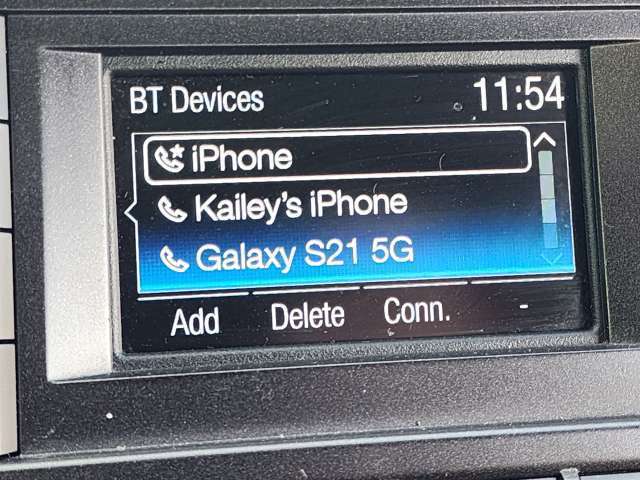 BT Devices 11:54
iPhone
Kailey's iPhone
Galaxy S21 5G
Add Delete Conn. -